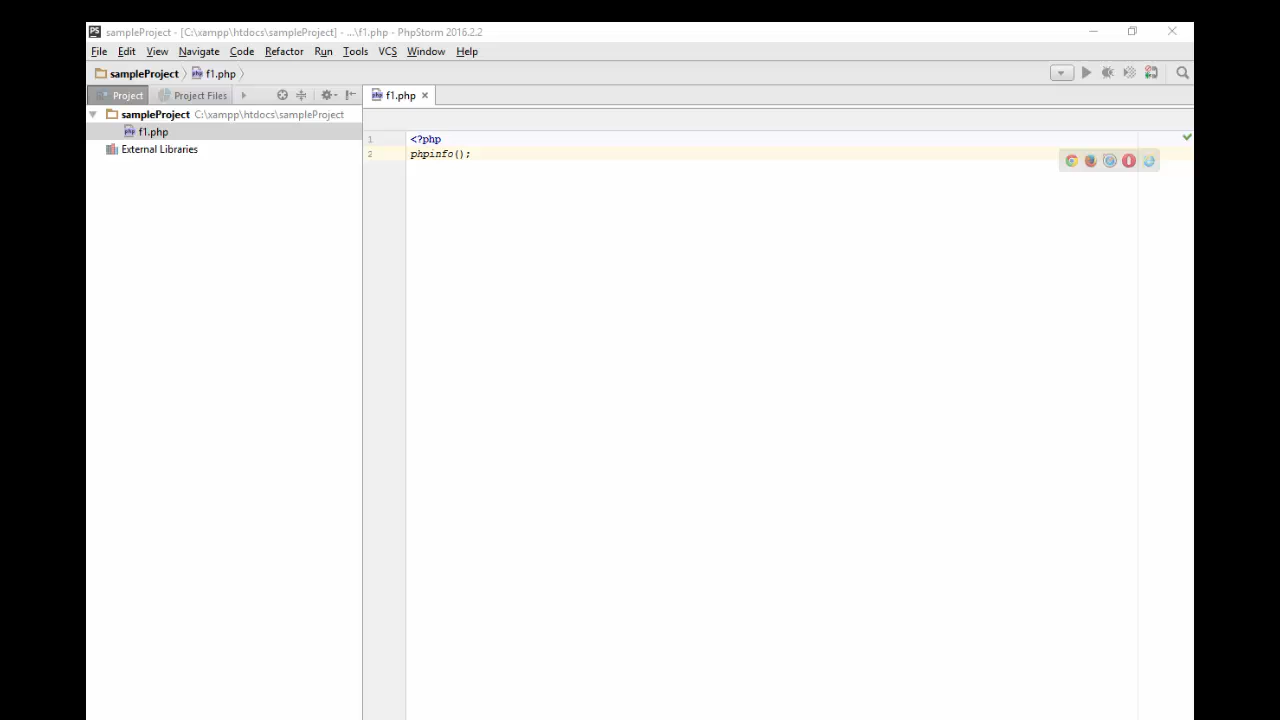 PS sampleProject - [C:\xampp\htdocs\sampleProject] - ...\f1.php - PhpStorm 2016.2.2
File Edit View Navigate Code Refactor Run Tools VCS Window Help
sampleProject f1.php
Project Project Files f1.php
sampleProject C:\xampp\htdocs\sampleProject
f1.php
1 <?php
External Libraries
2 phpinfo();